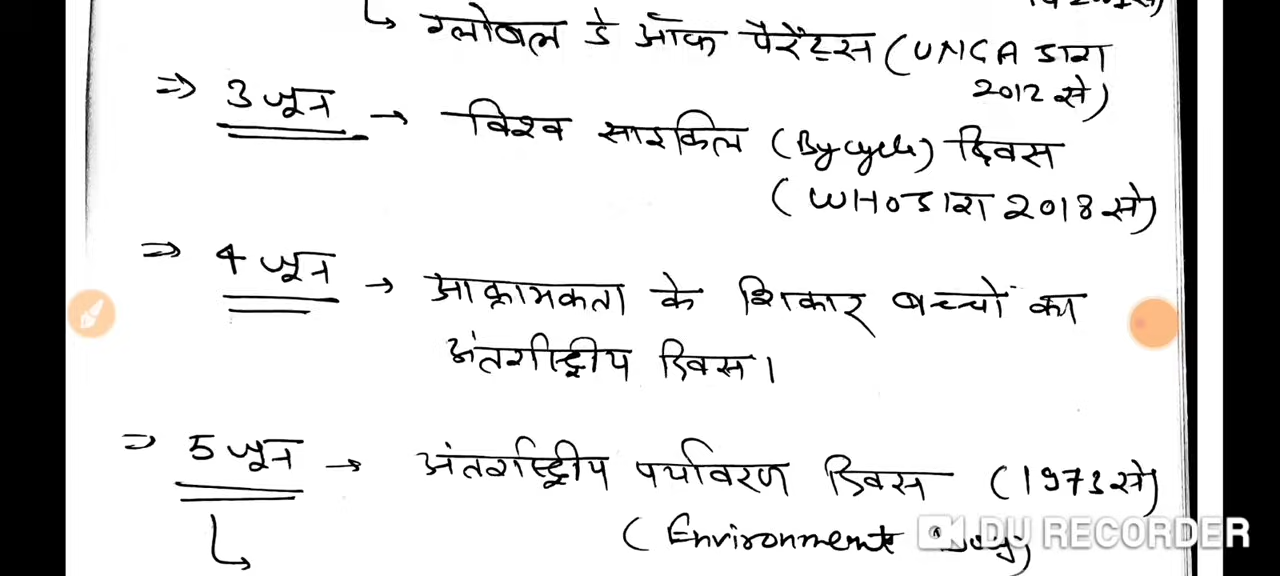 ग्लोबल डे ऑफ पैरेंट्स (UNGA द्वारा
2012 से)
⇒ 3 जून → विश्व साइकिल (Bycycle) दिवस
(WHO द्वारा 2018 से)
⇒ 4 जून → आक्रामकता के शिकार बच्चों का
अंतर्राष्ट्रीय दिवस।
⇒ 5 जून → अंतर्राष्ट्रीय पर्यावरण दिवस (1973 से)
(Environment Day)
DU RECORDER